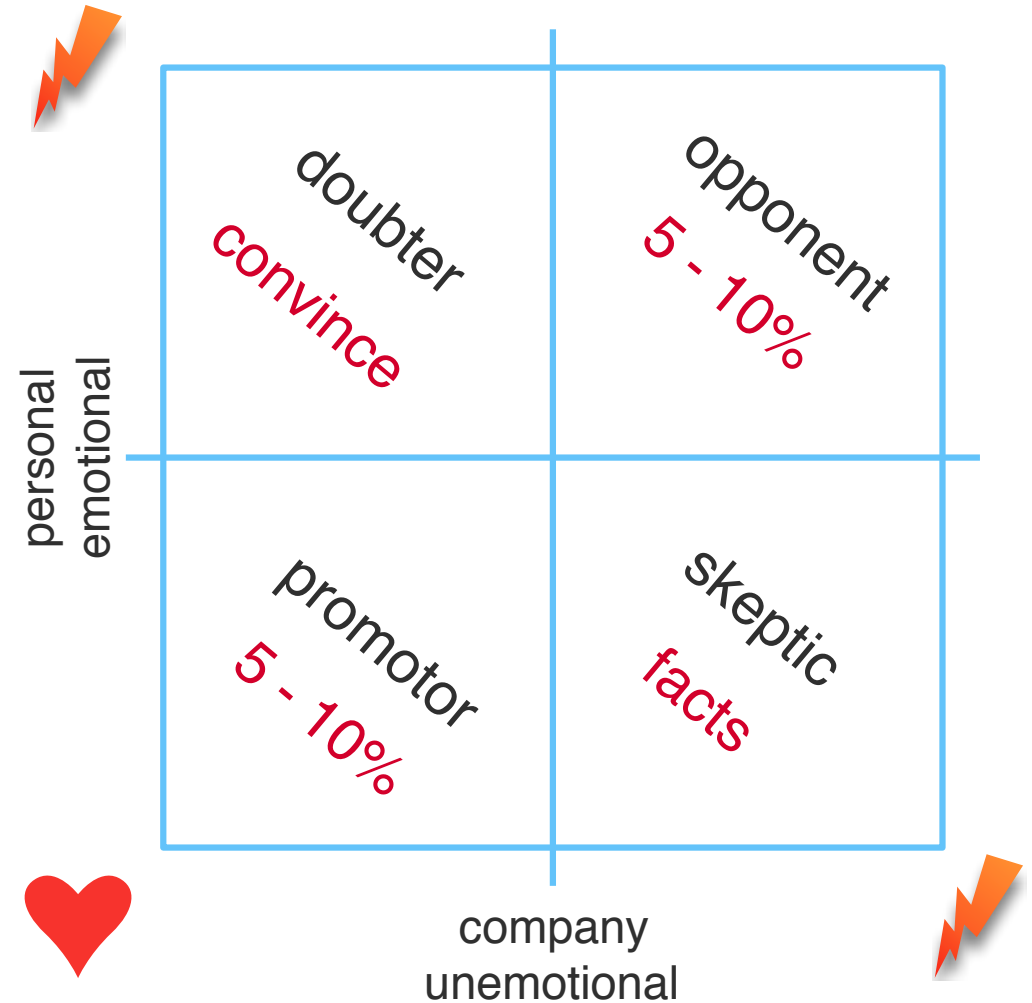 doubter
convince
opponent
5 - 10%
personal
emotional
promotor
5 - 10%
skeptic
facts
company
unemotional